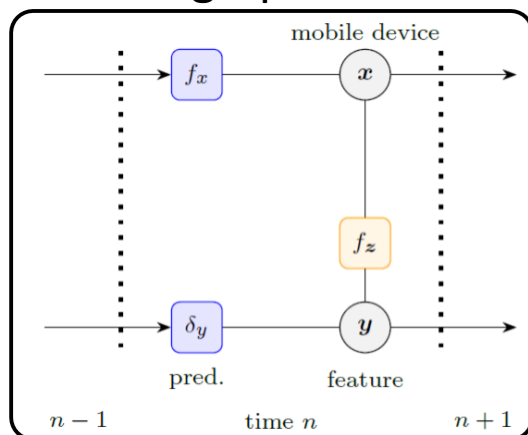 mobile device
f_x x
f_z
δ_y y
pred. feature
n − 1 time n n + 1